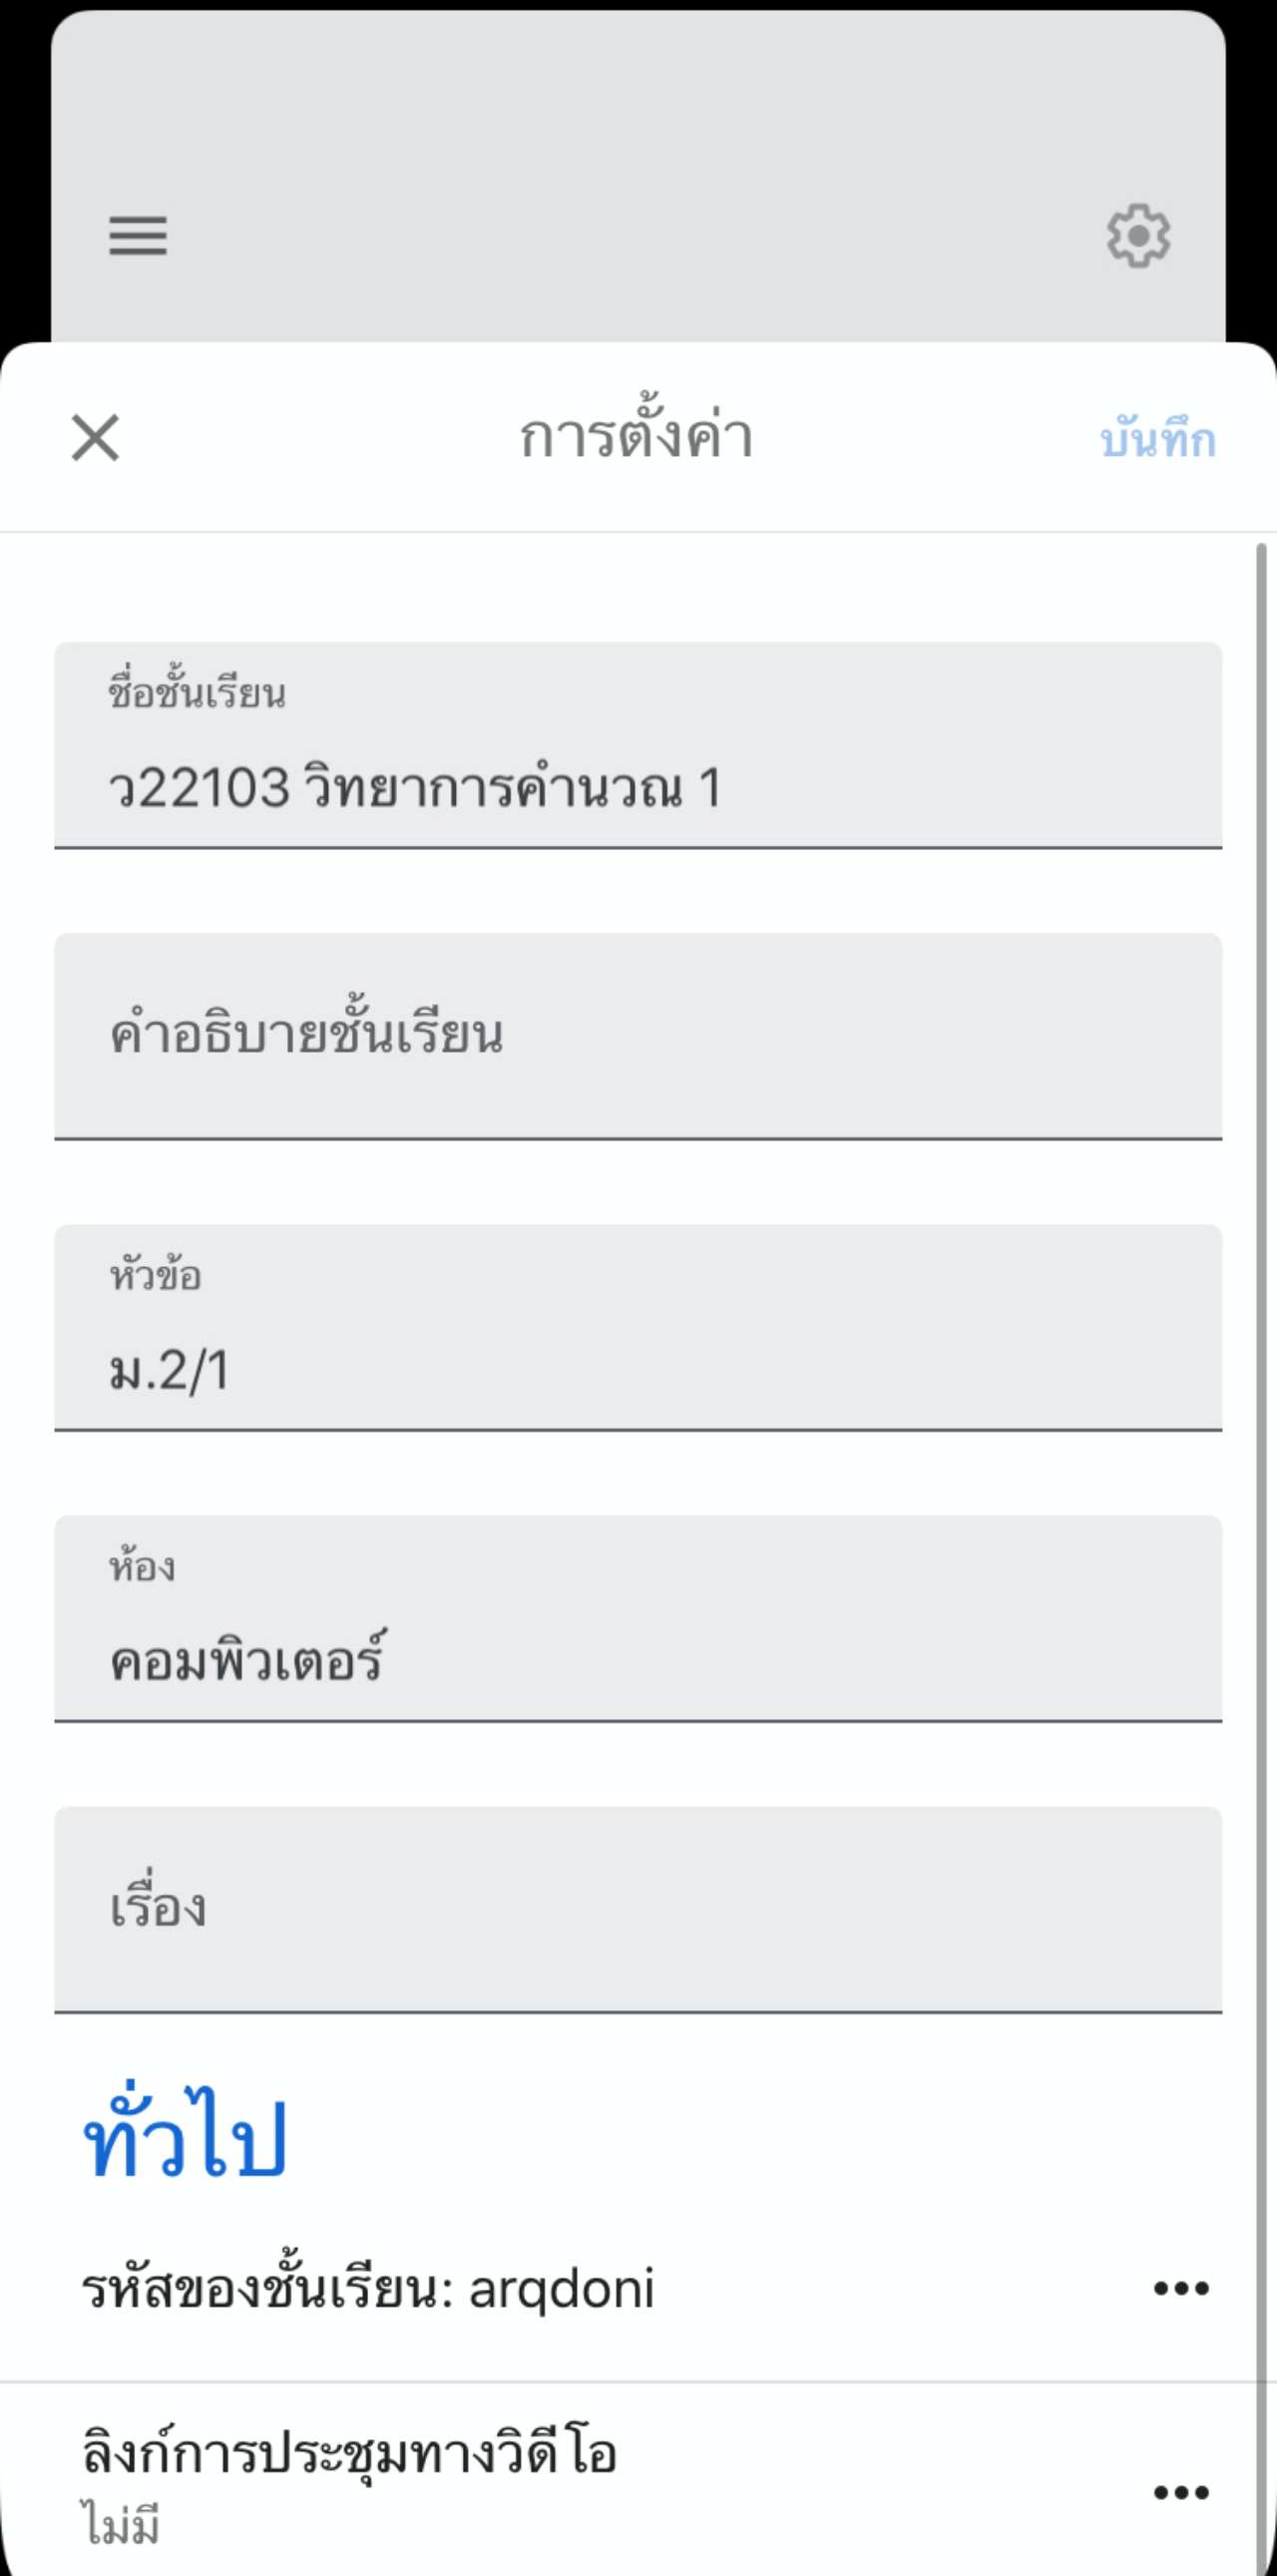 การตั้งค่า
บันทึก
ชื่อชั้นเรียน
ว22103 วิทยาการคำนวณ 1
คำอธิบายชั้นเรียน
หัวข้อ
ม.2/1
ห้อง
คอมพิวเตอร์
เรื่อง
ทั่วไป
รหัสของชั้นเรียน: arqdoni
ลิงก์การประชุมทางวิดีโอ
ไม่มี